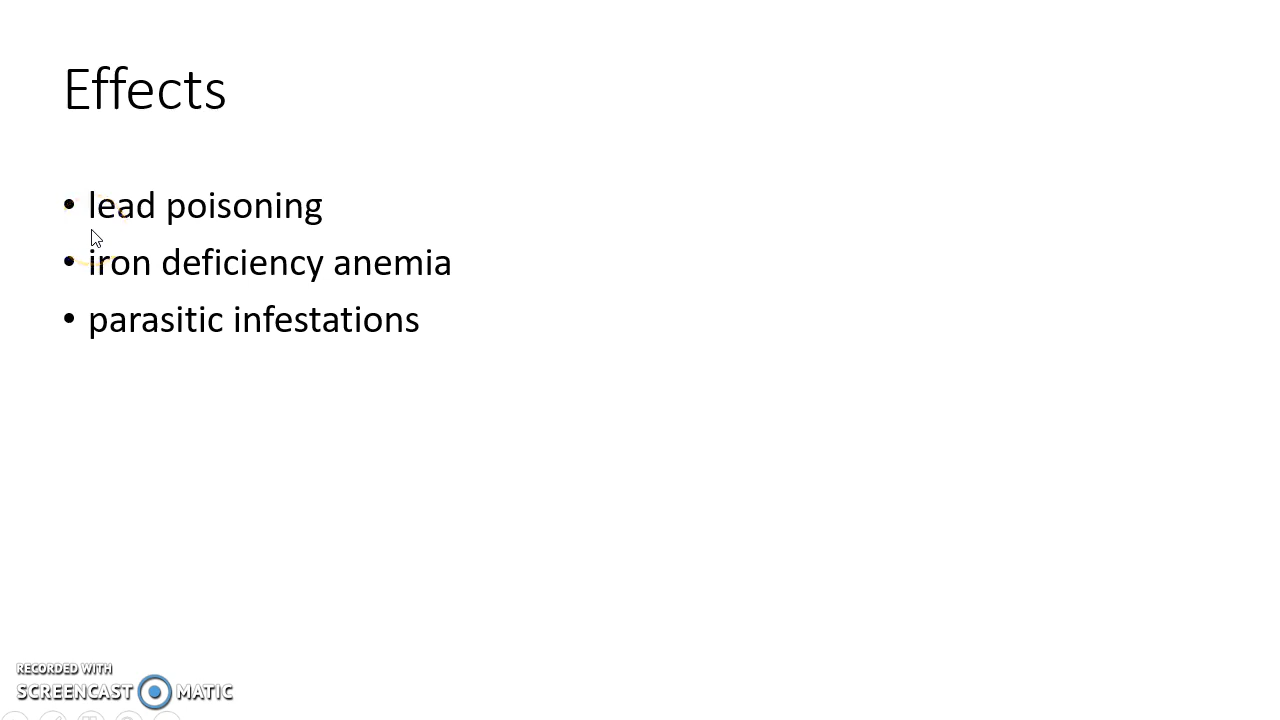 Effects
• lead poisoning
• iron deficiency anemia
• parasitic infestations
RECORDED WITH
SCREENCAST MATIC